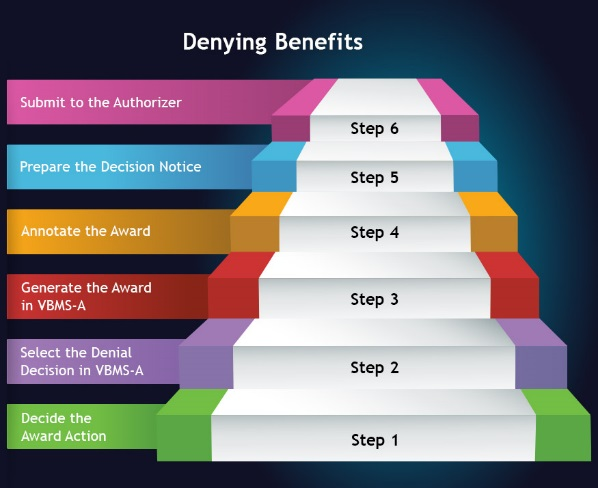 Denying Benefits
Submit to the Authorizer
Step 6
Prepare the Decision Notice
Step 5
Annotate the Award
Step 4
Generate the Award
in VBMS-A
Step 3
Select the Denial
Decision in VBMS-A
Step 2
Decide the
Award Action
Step 1